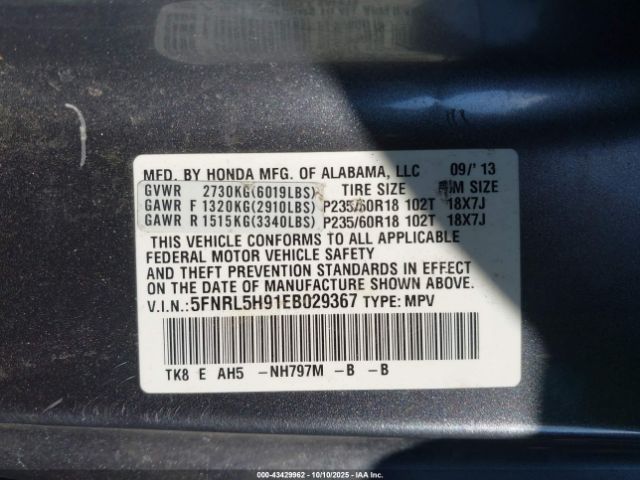 MFD. BY HONDA MFG. OF ALABAMA, LLC 09/'13
GVWR 2730KG(6019LBS) TIRE SIZE RIM SIZE
GAWR F 1320KG(2910LBS) P235/60R18 102T 18X7J
GAWR R 1515KG(3340LBS) P235/60R18 102T 18X7J
THIS VEHICLE CONFORMS TO ALL APPLICABLE
FEDERAL MOTOR VEHICLE SAFETY
AND THEFT PREVENTION STANDARDS IN EFFECT
ON THE DATE OF MANUFACTURE SHOWN ABOVE.
V.I.N.: 5FNRL5H91EB029367 TYPE: MPV
TK8 E AH5 -NH797M -B -B
000-43429962 - 10/10/2025 - IAAI.COM